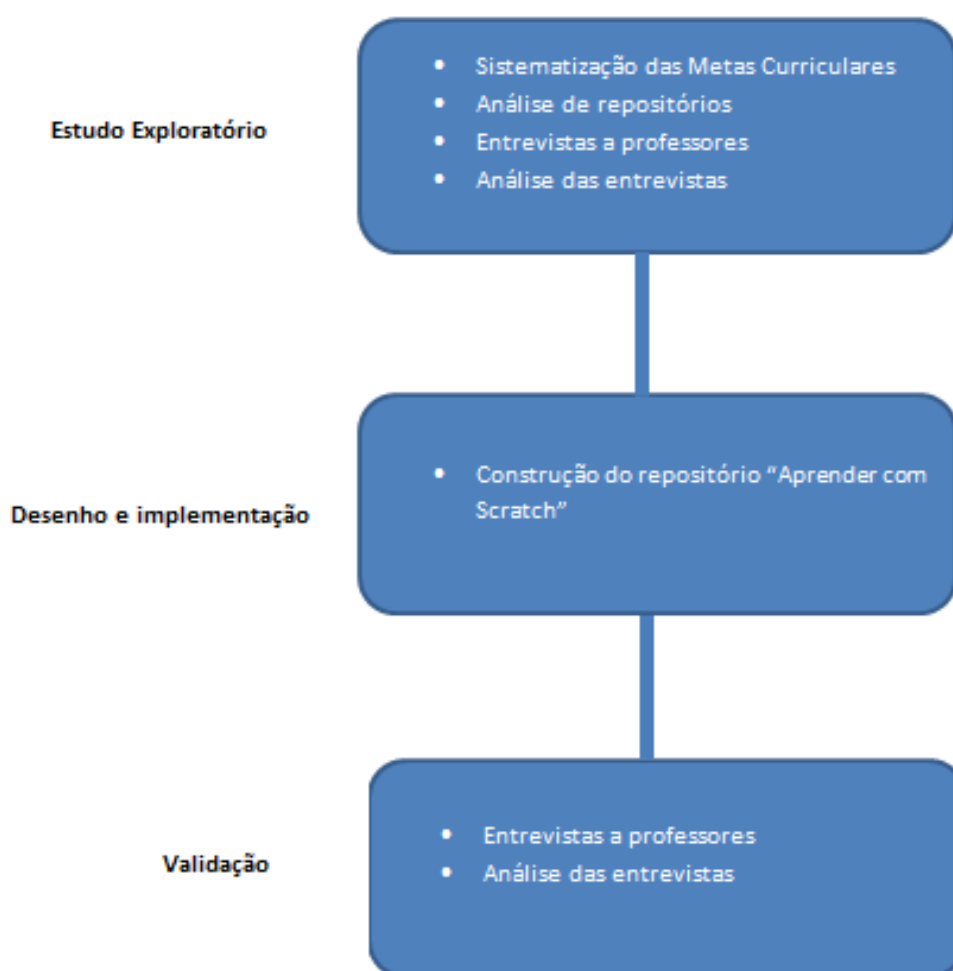 Estudo Exploratório
• Sistematização das Metas Curriculares
• Análise de repositórios
• Entrevistas a professores
• Análise das entrevistas
Desenho e implementação
• Construção do repositório “Aprender com
Scratch”
Validação
• Entrevistas a professores
• Análise das entrevistas